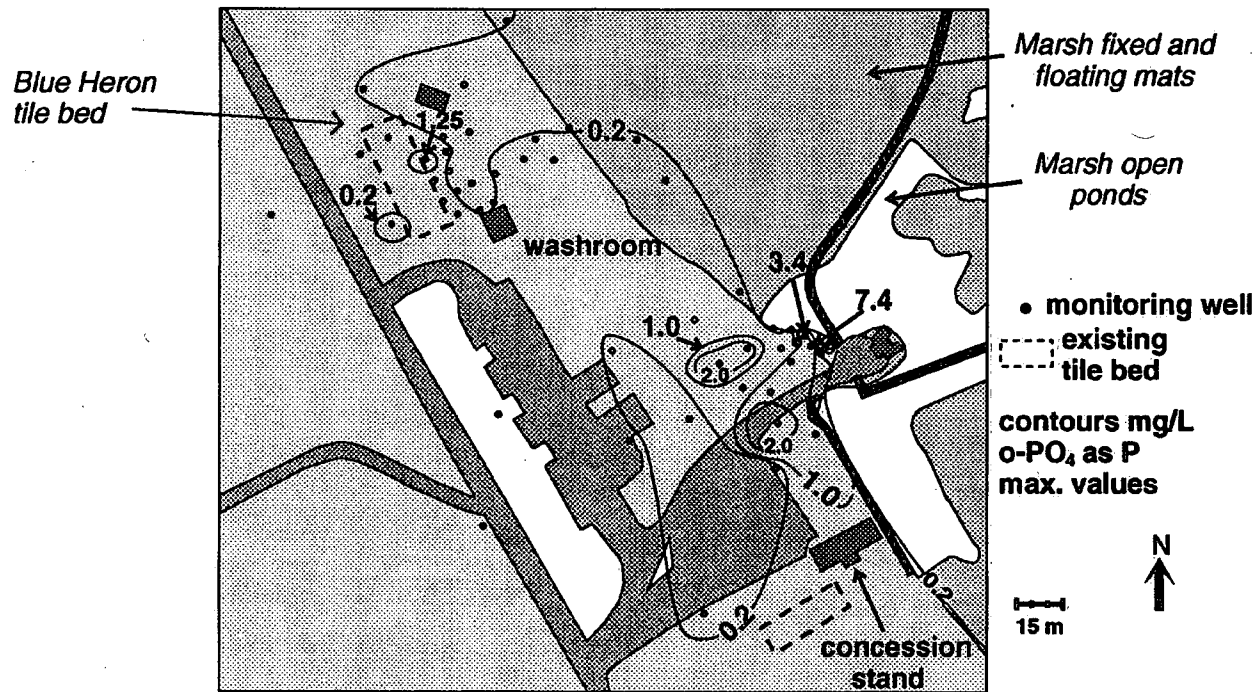 Blue Heron
tile bed
1.25
0.2
0.2
washroom
3.4
7.4
1.0
2.0
2.0
1.0
0.2
0.2
concession
stand
Marsh fixed and
floating mats
Marsh open
ponds
monitoring well
existing
tile bed
contours mg/L
o-PO₄ as P
max. values
N
15 m